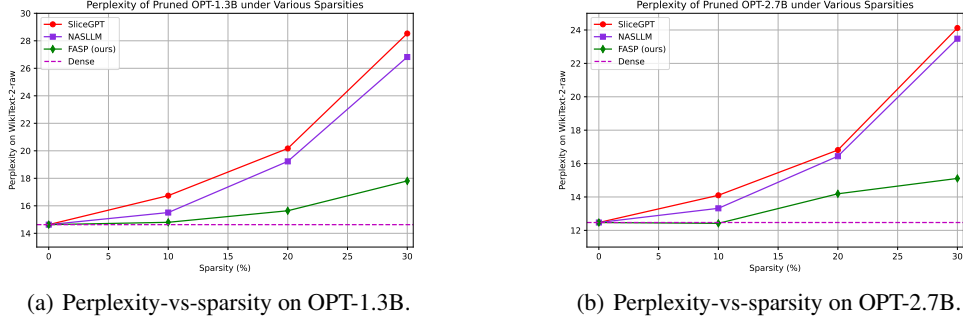 Perplexity of Pruned OPT-1.3B under Various Sparsities
30
28
26
24
22
20
18
16
14
Perplexity on WikiText-2-raw
SliceGPT
NASLLM
FASP (ours)
Dense
0 5 10 15 20 25 30
Sparsity (%)
(a) Perplexity-vs-sparsity on OPT-1.3B.
Perplexity of Pruned OPT-2.7B under Various Sparsities
24
22
20
18
16
14
12
Perplexity on WikiText-2-raw
SliceGPT
NASLLM
FASP (ours)
Dense
0 5 10 15 20 25 30
Sparsity (%)
(b) Perplexity-vs-sparsity on OPT-2.7B.